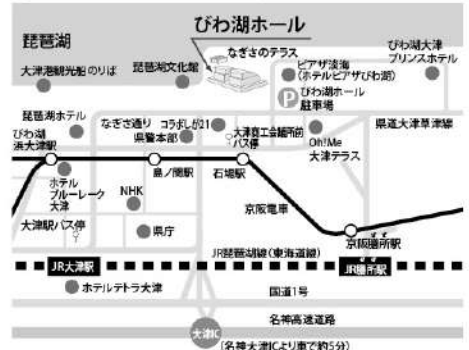 びわ湖ホール
琵琶湖
なぎさのテラス
びわ湖大津
プリンスホテル
大津港観光船のりば
琵琶湖文化館
ピアザ淡海
(ホテルピアザびわ湖)
P
びわ湖ホール
駐車場
琵琶湖ホテル
なぎさ通り
コラボしが21
県警本部
大津商工会議所前
バス停
県道大津草津線
Oh!Me
大津テラス
びわ湖
浜大津駅
島ノ関駅
石場駅
ホテル
ブルーレーク
大津
NHK
京阪電車
大津駅バス停
県庁
京阪膳所駅
JR琵琶湖線(東海道線)
JR大津駅
JR膳所駅
ホテルテトラ大津
国道1号
名神高速道路
大津IC
(名神大津ICより車で約5分)